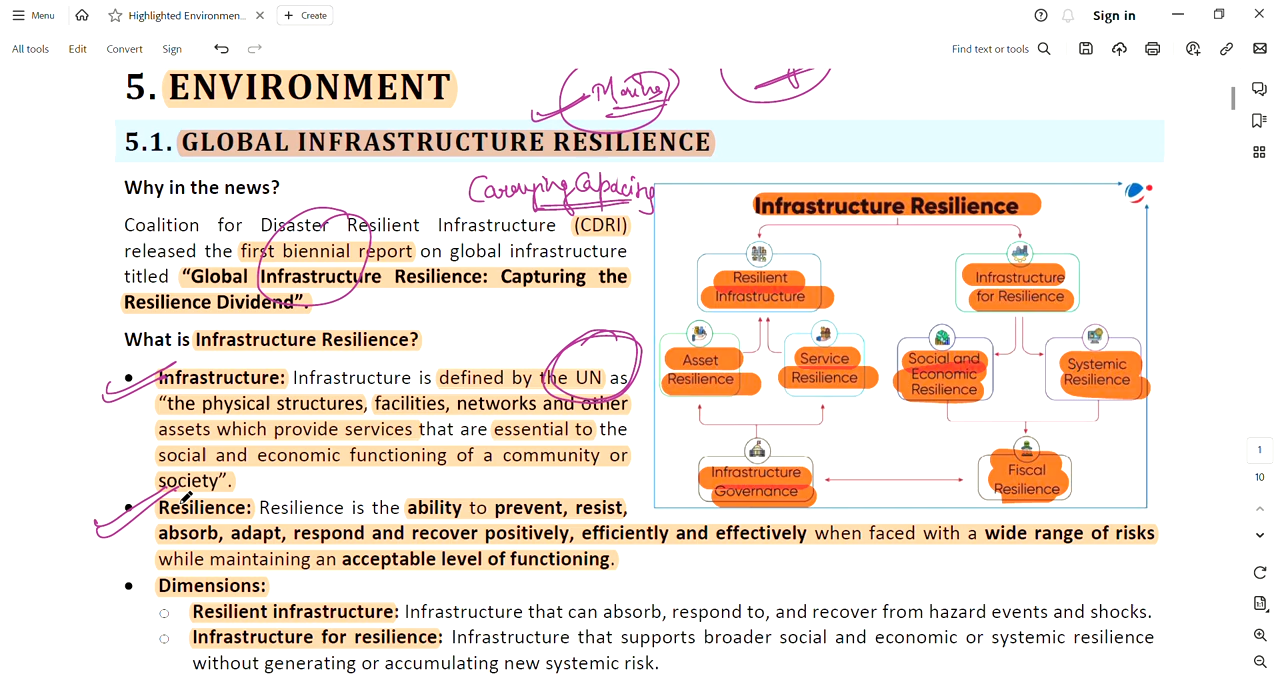 Menu
Highlighted Environmen...
Create
Sign in
All tools
Edit
Convert
Sign
Find text or tools
5. ENVIRONMENT
5.1. GLOBAL INFRASTRUCTURE RESILIENCE
Why in the news?
Carrying Capacity
Coalition for Disaster Resilient Infrastructure (CDRI)
released the first biennial report on global infrastructure
titled “Global Infrastructure Resilience: Capturing the
Resilience Dividend”.
What is Infrastructure Resilience?
• Infrastructure: Infrastructure is defined by the UN as
“the physical structures, facilities, networks and other
assets which provide services that are essential to the
social and economic functioning of a community or
society”.
• Resilience: Resilience is the ability to prevent, resist,
absorb, adapt, respond and recover positively, efficiently and effectively when faced with a wide range of risks
while maintaining an acceptable level of functioning.
• Dimensions:
○ Resilient infrastructure: Infrastructure that can absorb, respond to, and recover from hazard events and shocks.
○ Infrastructure for resilience: Infrastructure that supports broader social and economic or systemic resilience
without generating or accumulating new systemic risk.
Infrastructure Resilience
Resilient
Infrastructure
Infrastructure
for Resilience
Asset
Resilience
Service
Resilience
Social and
Economic
Resilience
Systemic
Resilience
Infrastructure
Governance
Fiscal
Resilience
1
10